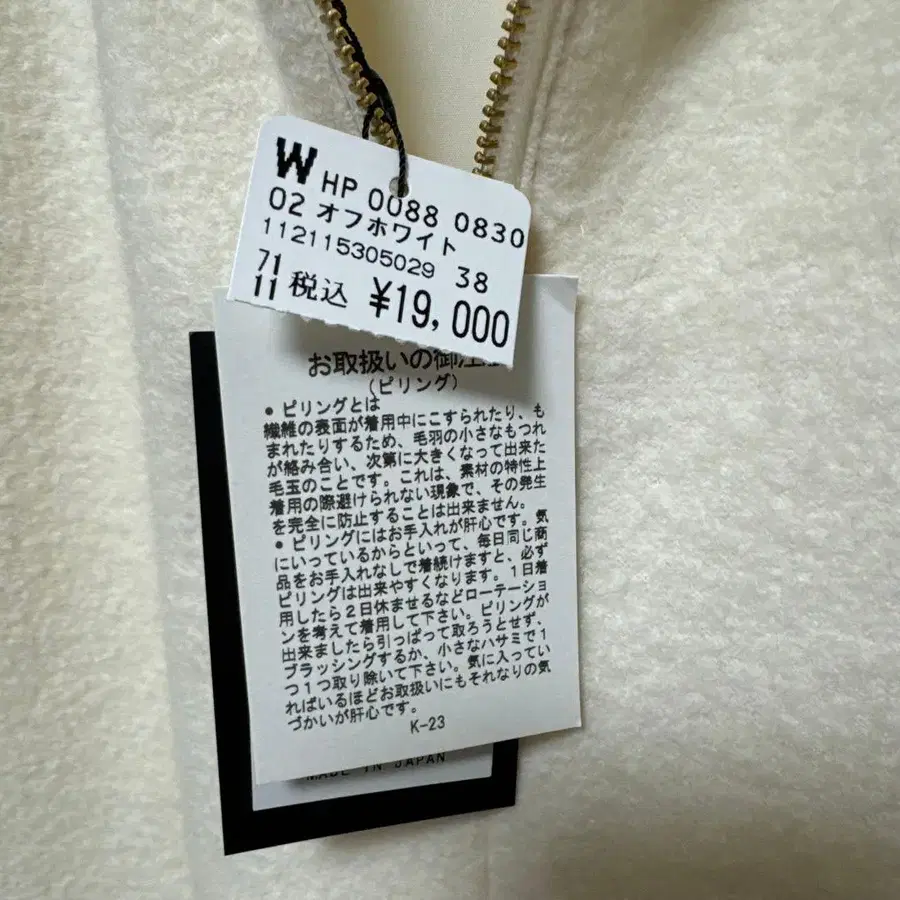 W HP 0088 0830
02 オフホワイト
112115305029 38
71
11 税込 ¥19,000
お取扱いの御注意
（ピリング）
● ピリングとは
繊維の表面が着用中にこすられたり、も
まれたりするため、毛羽の小さなもつれ
が絡み合い、次第に大きくなって出来た
毛玉のことです。これは、素材の特性上
着用の際避けられない現象で、その発生
を完全に防止することは出来ません。
● ピリングにはお手入れが肝心です。気
にいっているからといって、毎日同じ商
品をお手入れなしで着続けますと、必ず
ピリングは出来やすくなります。1日着
用したら2日休ませるなどローテーショ
ンを考えて着用して下さい。ピリングが
出来ましたら引っぱって取ろうとせず、
ブラッシングするか、小さなハサミで1
つ1つ取り除いて下さい。気に入ってい
ればいるほどお取扱いにもそれなりの気
づかいが肝心です。
K-23
MADE IN JAPAN